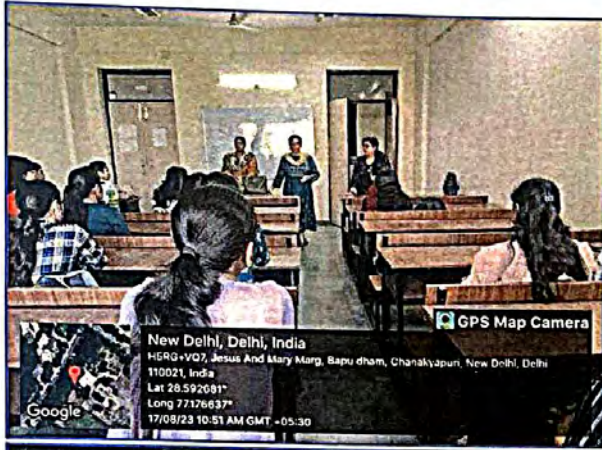 GPS Map Camera
New Delhi, Delhi, India
H5RG+VQ7, Jesus And Mary Marg, Bapu dham, Chanakyapuri, New Delhi, Delhi
110021, India
Lat 28.592081°
Long 77.176637°
17/08/23 10:51 AM GMT +05:30
Google